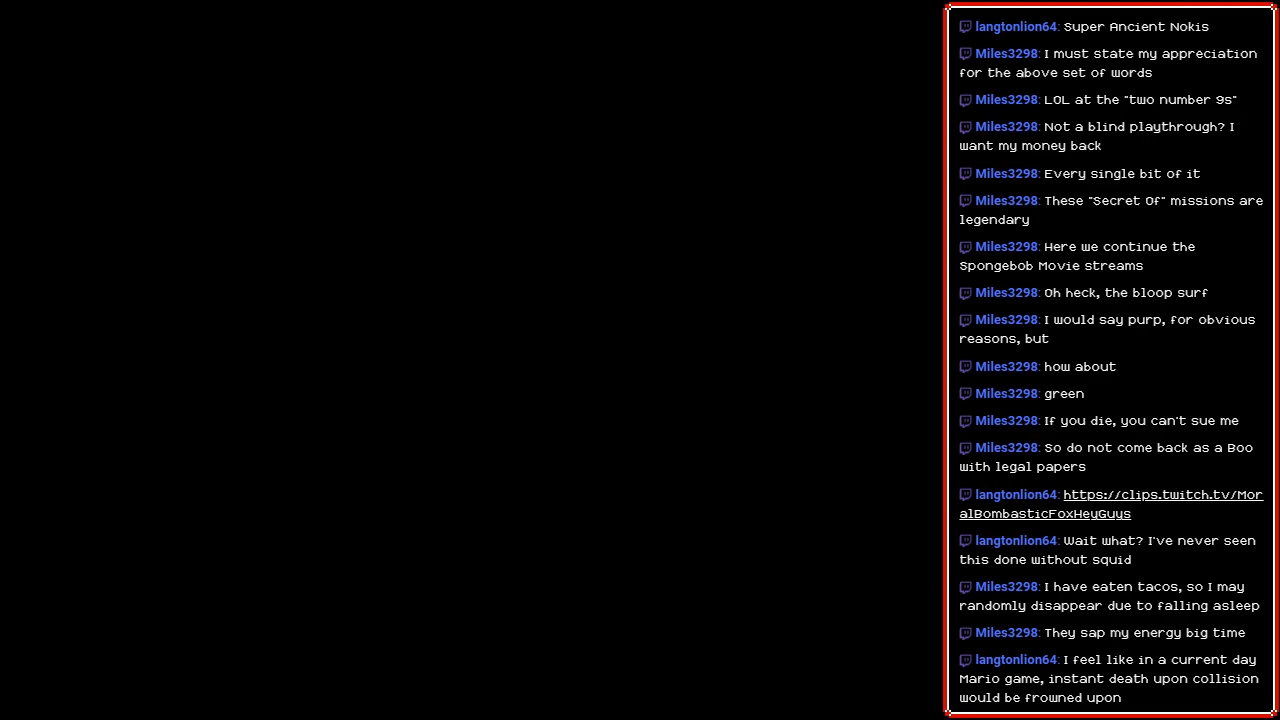 langtonlion64: Super Ancient Nokis
Miles3298: I must state my appreciation
for the above set of words
Miles3298: LOL at the "two number 9s"
Miles3298: Not a blind playthrough? I
want my money back
Miles3298: Every single bit of it
Miles3298: These "Secret Of" missions are
legendary
Miles3298: Here we continue the
Spongebob Movie streams
Miles3298: Oh heck, the bloop surf
Miles3298: I would say purp, for obvious
reasons, but
Miles3298: how about
Miles3298: green
Miles3298: If you die, you can't sue me
Miles3298: So do not come back as a Boo
with legal papers
langtonlion64: https://clips.twitch.tv/Mor
alBombasticFoxHeyGuys
langtonlion64: Wait what? I've never seen
this done without squid
Miles3298: I have eaten tacos, so I may
randomly disappear due to falling asleep
Miles3298: They sap my energy big time
langtonlion64: I feel like in a current day
Mario game, instant death upon collision
would be frowned upon